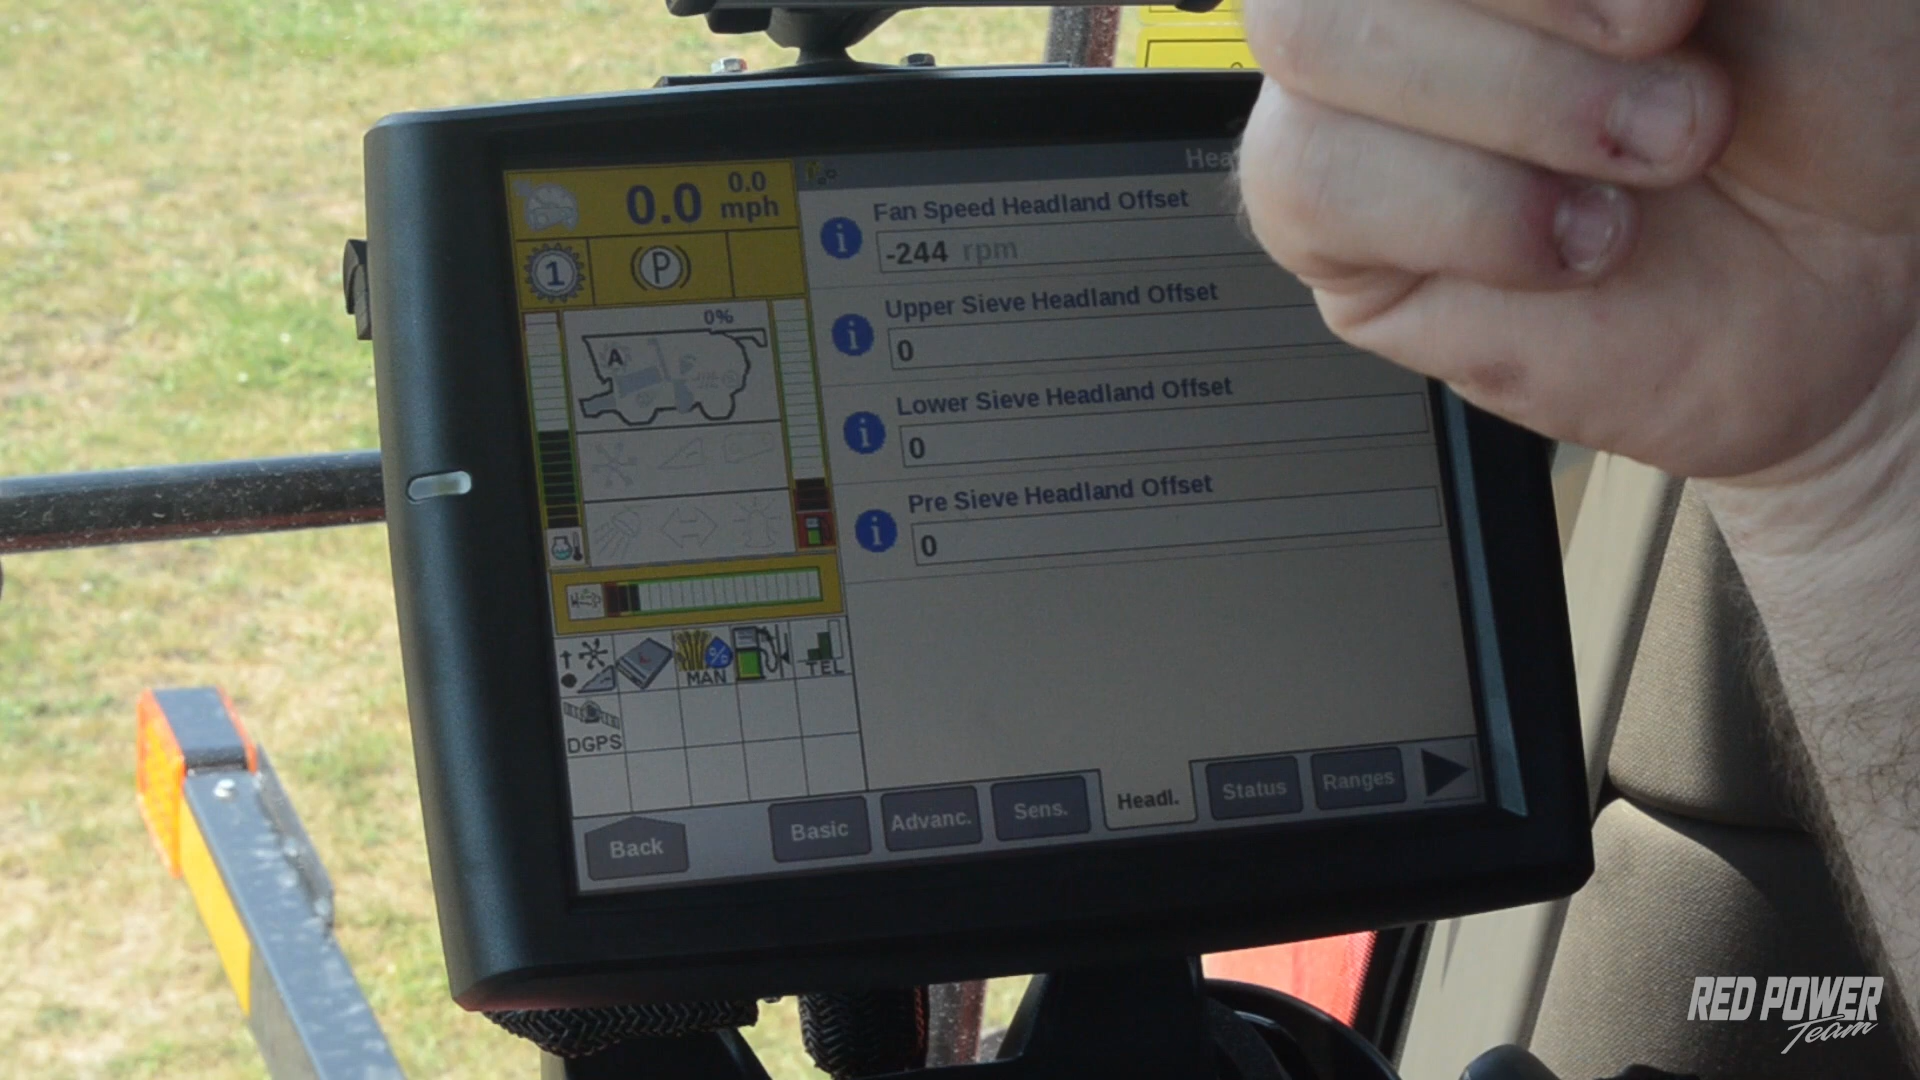 0.0
0.0
mph
1
P
0%
A
MAN
TEL
DGPS
Fan Speed Headland Offset
-244 rpm
Upper Sieve Headland Offset
0
Lower Sieve Headland Offset
0
Pre Sieve Headland Offset
0
Back
Basic
Advanc.
Sens.
Headl.
Status
Ranges
RED POWER
Team